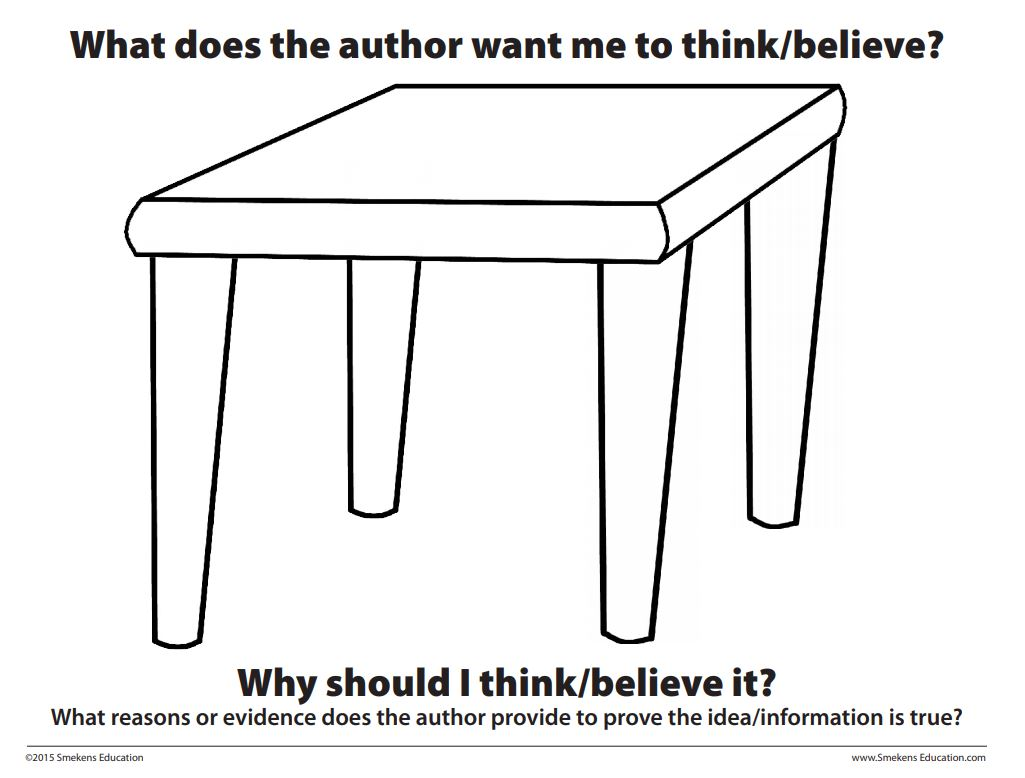 What does the author want me to think/believe?
Why should I think/believe it?
What reasons or evidence does the author provide to prove the idea/information is true?
©2015 Smekens Education
www.Smekens Education.com